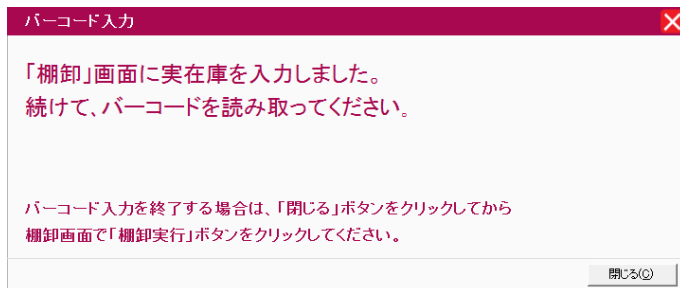 バーコード入力
「棚卸」画面に実在庫を入力しました。
続けて、バーコードを読み取ってください。
バーコード入力を終了する場合は、「閉じる」ボタンをクリックしてから
棚卸画面で「棚卸実行」ボタンをクリックしてください。
閉じる(C)